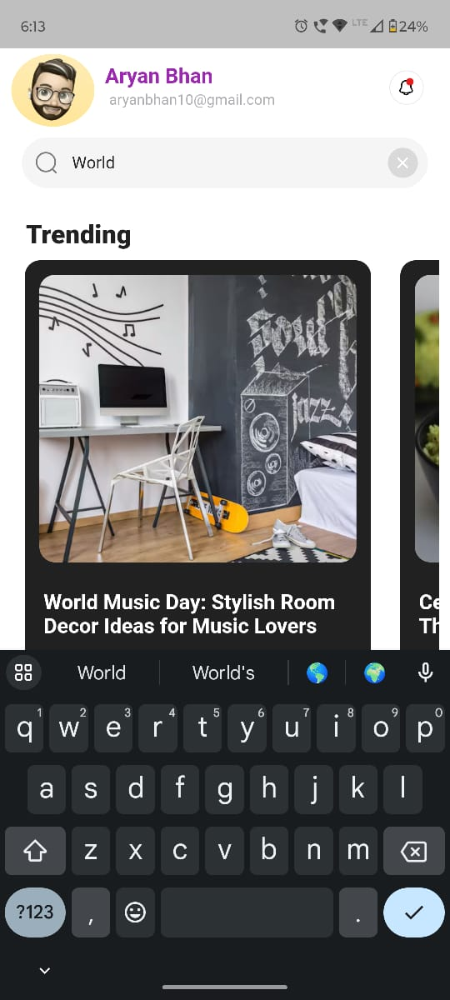 6:13
LTE 24%
Aryan Bhan
aryanbhan10@gmail.com
World
Trending
Soul
jazz
World Music Day: Stylish Room
Decor Ideas for Music Lovers
Ce
Th
World World's
q1 w2 e3 r4 t5 y6 u7 i8 o9 p0
a s d f g h j k l
z x c v b n m
?123 , .